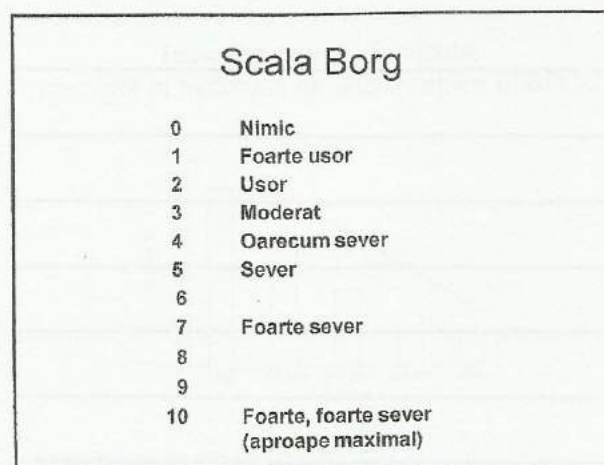 Scala Borg
0 Nimic
1 Foarte usor
2 Usor
3 Moderat
4 Oarecum sever
5 Sever
6
7 Foarte sever
8
9
10 Foarte, foarte sever
(aproape maximal)